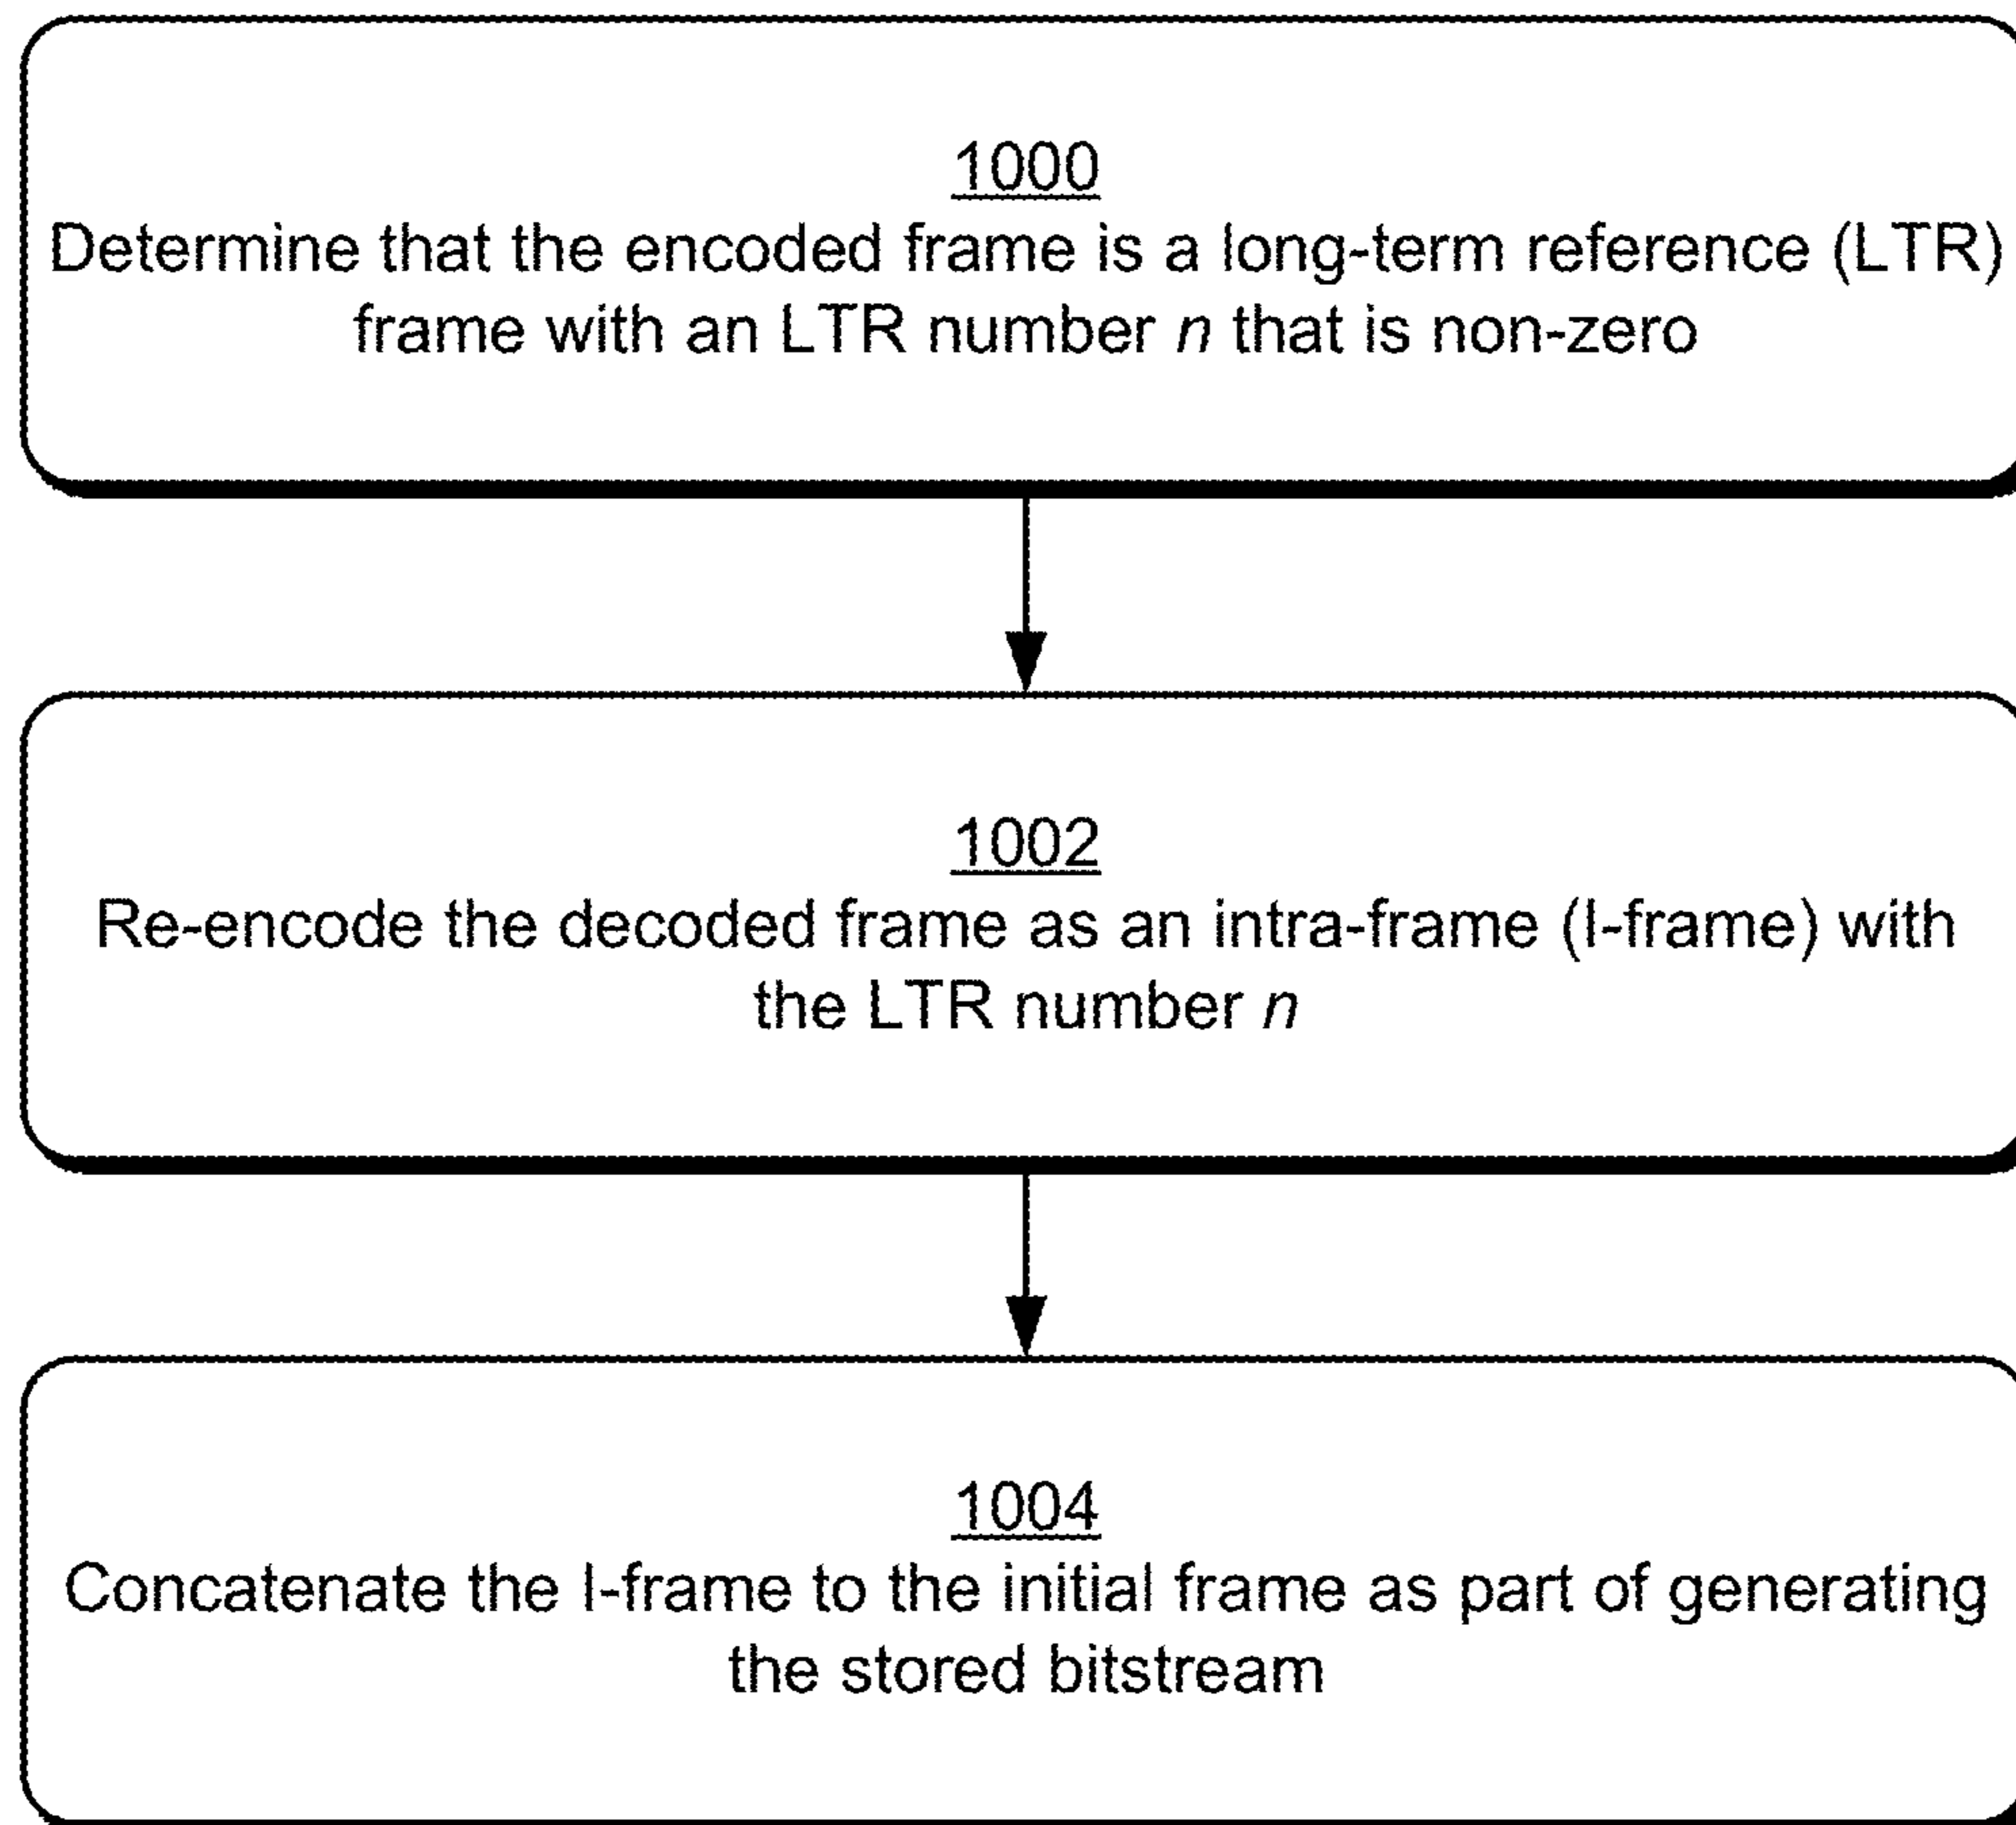 1000
Determine that the encoded frame is a long-term reference (LTR)
frame with an LTR number n that is non-zero
1002
Re-encode the decoded frame as an intra-frame (I-frame) with
the LTR number n
1004
Concatenate the I-frame to the initial frame as part of generating
the stored bitstream